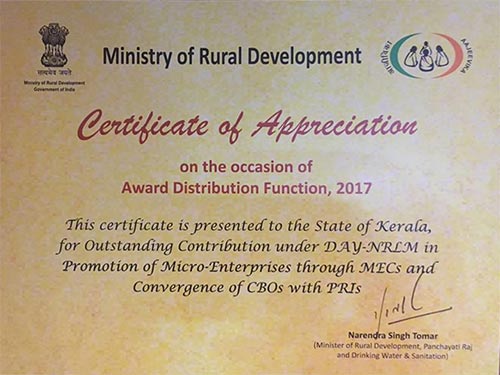 Ministry of Rural Development
सत्यमेव जयते
Ministry of Rural Development
Government of India
आजीविका
AAJEEVIKA
Certificate of Appreciation
on the occasion of
Award Distribution Function, 2017
This certificate is presented to the State of Kerala,
for Outstanding Contribution under DAY-NRLM in
Promotion of Micro-Enterprises through MECs and
Convergence of CBOs with PRIs
Narendra Singh Tomar
(Minister of Rural Development, Panchayati Raj
and Drinking Water & Sanitation)